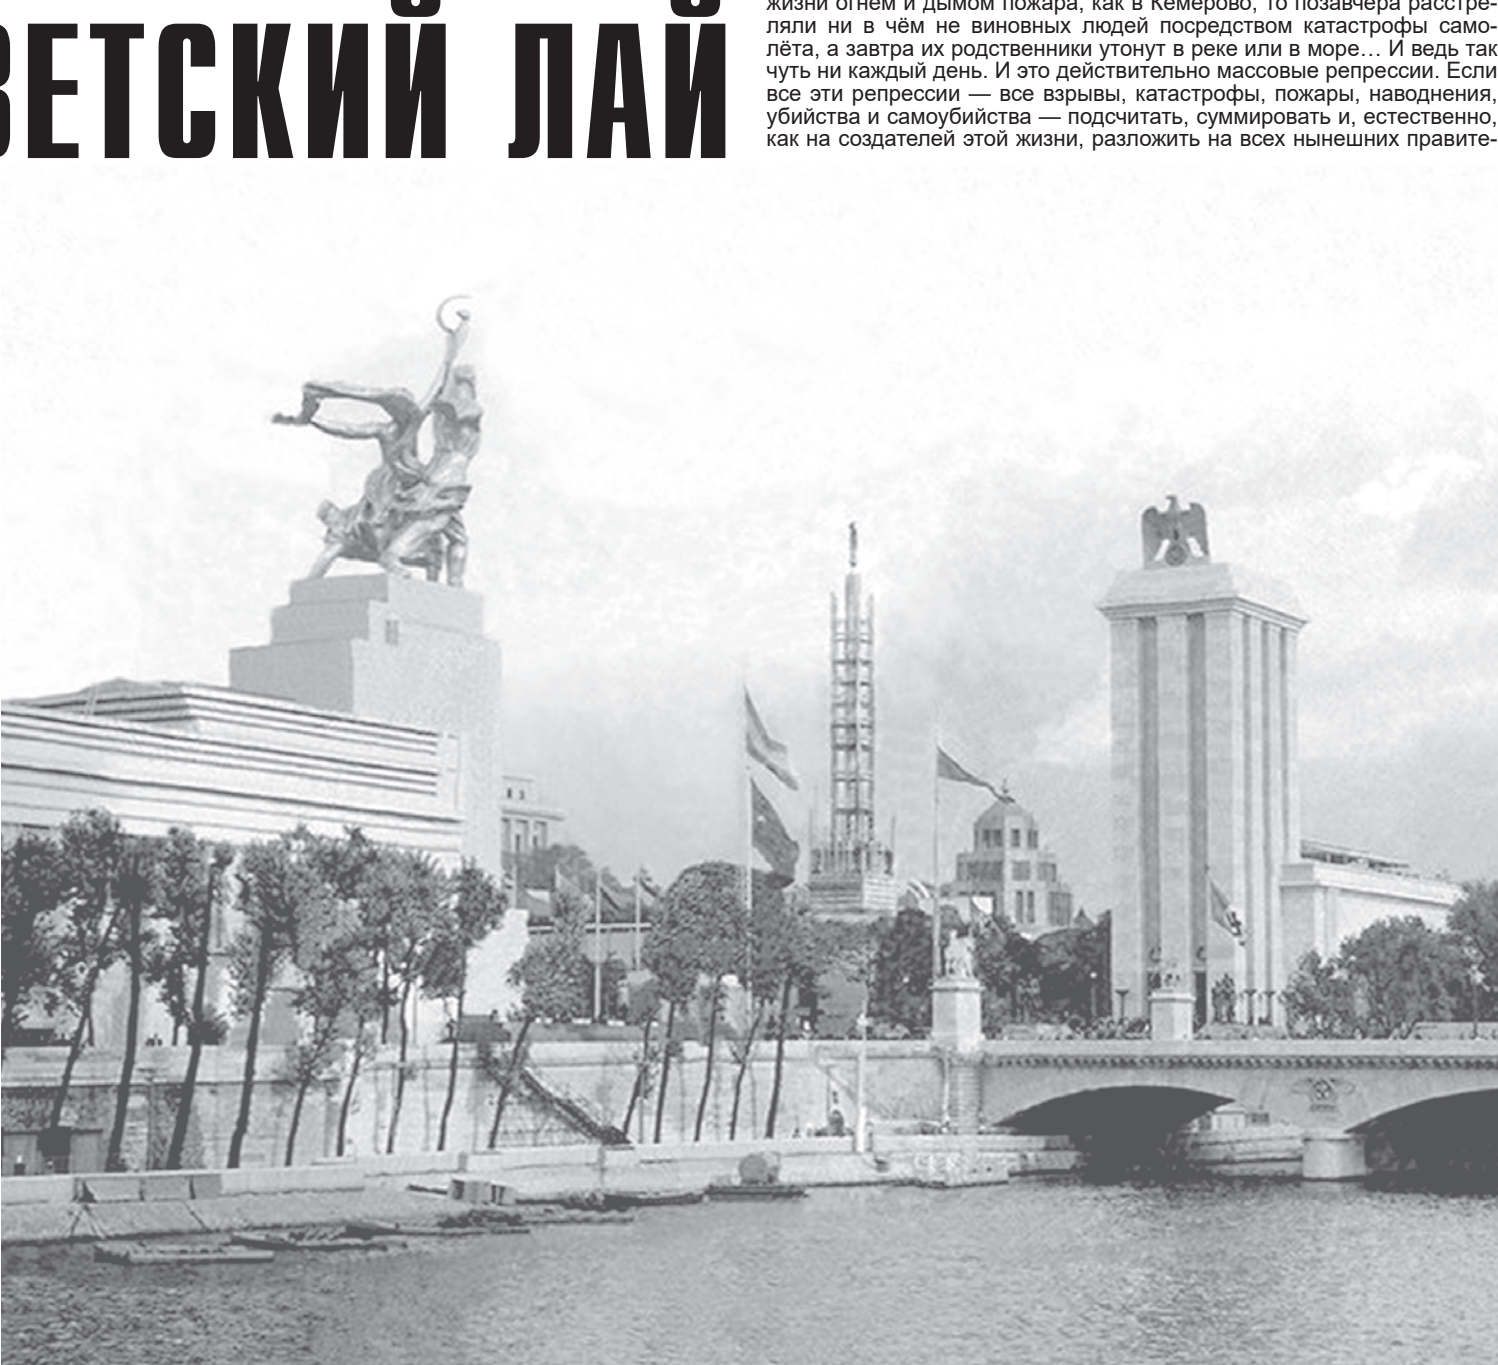 ВЕТСКИЙ ЛАЙ
жизни огнём и дымом пожара, как в Кемерово, то позавчера расстре-
ляли ни в чём не виновных людей посредством катастрофы само-
лёта, а завтра их родственники утонут в реке или в море… И ведь так
чуть ни каждый день. И это действительно массовые репрессии. Если
все эти репрессии — все взрывы, катастрофы, пожары, наводнения,
убийства и самоубийства — подсчитать, суммировать и, естественно,
как на создателей этой жизни, разложить на всех нынешних правите-